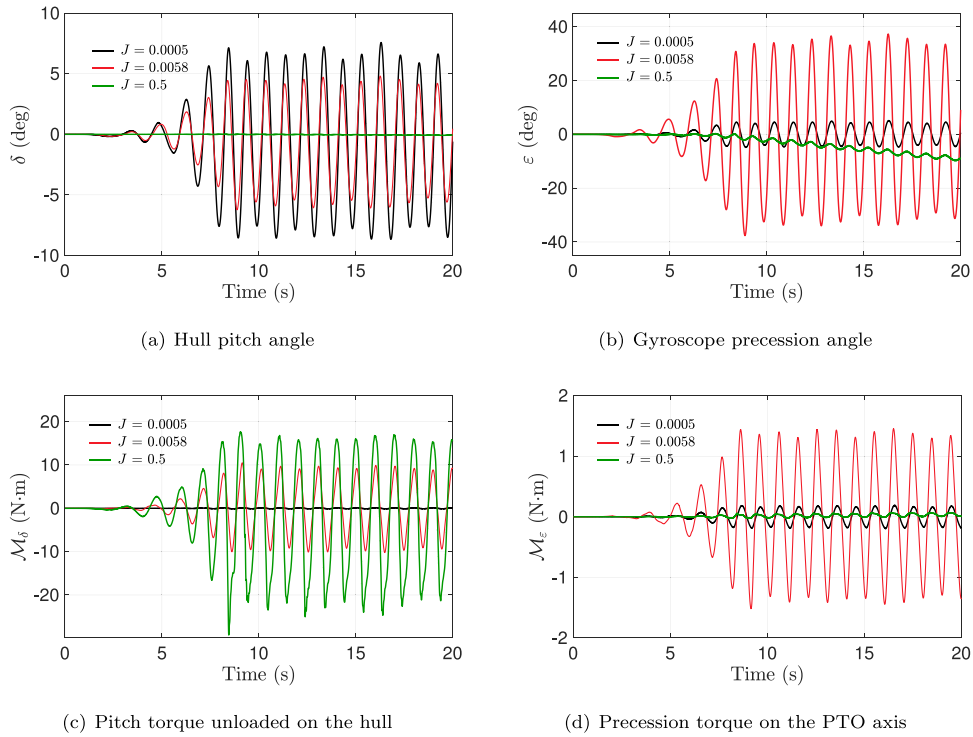 10
5
0
-5
-10
δ (deg)
J = 0.0005
J = 0.0058
J = 0.5
0 5 10 15 20
Time (s)
(a) Hull pitch angle
40
20
0
-20
-40
ε (deg)
J = 0.0005
J = 0.0058
J = 0.5
0 5 10 15 20
Time (s)
(b) Gyroscope precession angle
20
10
0
-10
-20
ℳδ (N·m)
J = 0.0005
J = 0.0058
J = 0.5
0 5 10 15 20
Time (s)
(c) Pitch torque unloaded on the hull
2
1
0
-1
-2
ℳε (N·m)
J = 0.0005
J = 0.0058
J = 0.5
0 5 10 15 20
Time (s)
(d) Precession torque on the PTO axis